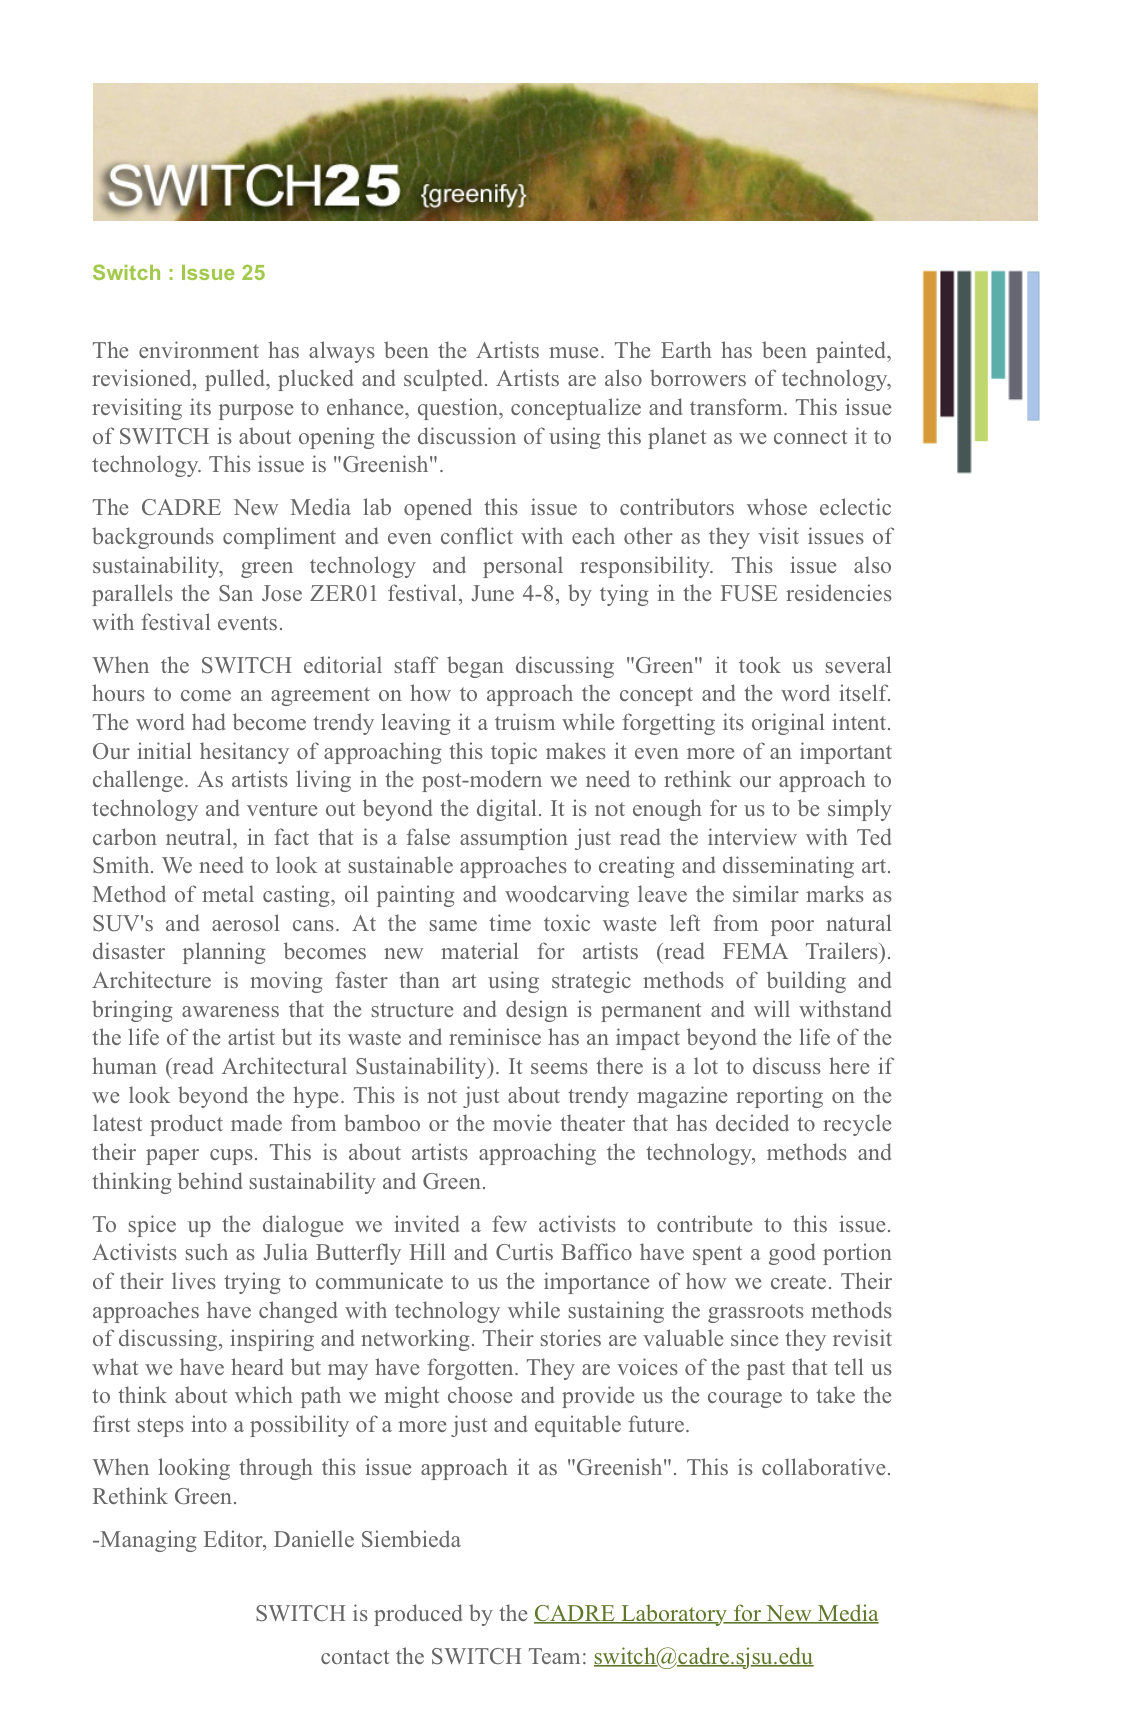 SWITCH25 {greenify}
Switch : Issue 25
The environment has always been the Artists muse. The Earth has been painted,
revisioned, pulled, plucked and sculpted. Artists are also borrowers of technology,
revisiting its purpose to enhance, question, conceptualize and transform. This issue
of SWITCH is about opening the discussion of using this planet as we connect it to
technology. This issue is "Greenish".
The CADRE New Media lab opened this issue to contributors whose eclectic
backgrounds compliment and even conflict with each other as they visit issues of
sustainability, green technology and personal responsibility. This issue also
parallels the San Jose ZER01 festival, June 4-8, by tying in the FUSE residencies
with festival events.
When the SWITCH editorial staff began discussing "Green" it took us several
hours to come an agreement on how to approach the concept and the word itself.
The word had become trendy leaving it a truism while forgetting its original intent.
Our initial hesitancy of approaching this topic makes it even more of an important
challenge. As artists living in the post-modern we need to rethink our approach to
technology and venture out beyond the digital. It is not enough for us to be simply
carbon neutral, in fact that is a false assumption just read the interview with Ted
Smith. We need to look at sustainable approaches to creating and disseminating art.
Method of metal casting, oil painting and woodcarving leave the similar marks as
SUV's and aerosol cans. At the same time toxic waste left from poor natural
disaster planning becomes new material for artists (read FEMA Trailers).
Architecture is moving faster than art using strategic methods of building and
bringing awareness that the structure and design is permanent and will withstand
the life of the artist but its waste and reminisce has an impact beyond the life of the
human (read Architectural Sustainability). It seems there is a lot to discuss here if
we look beyond the hype. This is not just about trendy magazine reporting on the
latest product made from bamboo or the movie theater that has decided to recycle
their paper cups. This is about artists approaching the technology, methods and
thinking behind sustainability and Green.
To spice up the dialogue we invited a few activists to contribute to this issue.
Activists such as Julia Butterfly Hill and Curtis Baffico have spent a good portion
of their lives trying to communicate to us the importance of how we create. Their
approaches have changed with technology while sustaining the grassroots methods
of discussing, inspiring and networking. Their stories are valuable since they revisit
what we have heard but may have forgotten. They are voices of the past that tell us
to think about which path we might choose and provide us the courage to take the
first steps into a possibility of a more just and equitable future.
When looking through this issue approach it as "Greenish". This is collaborative.
Rethink Green.
-Managing Editor, Danielle Siembieda
SWITCH is produced by the CADRE Laboratory for New Media
contact the SWITCH Team: switch@cadre.sjsu.edu